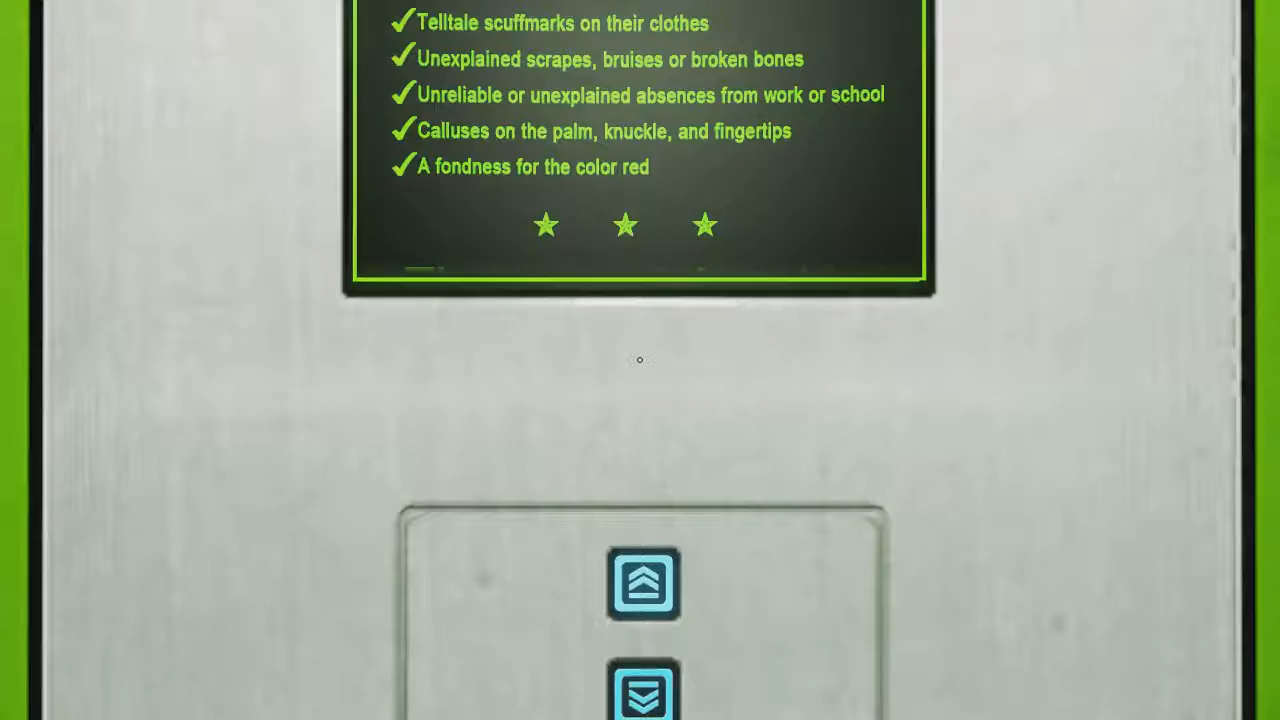 Telltale scuffmarks on their clothes
Unexplained scrapes, bruises or broken bones
Unreliable or unexplained absences from work or school
Calluses on the palm, knuckle, and fingertips
A fondness for the color red